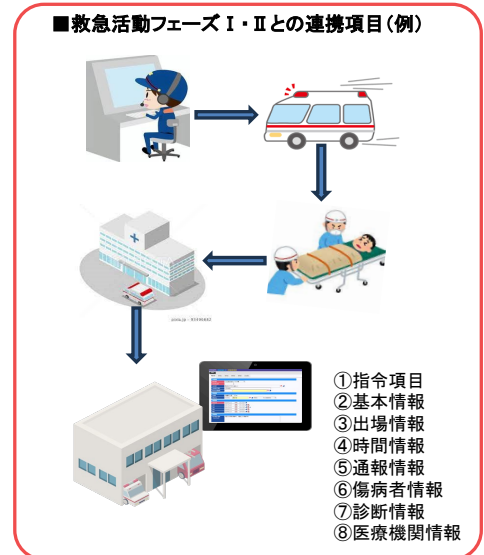 ■救急活動フェーズⅠ・Ⅱとの連携項目(例)
①指令項目
②基本情報
③出場情報
④時間情報
⑤通報情報
⑥傷病者情報
⑦診断情報
⑧医療機関情報